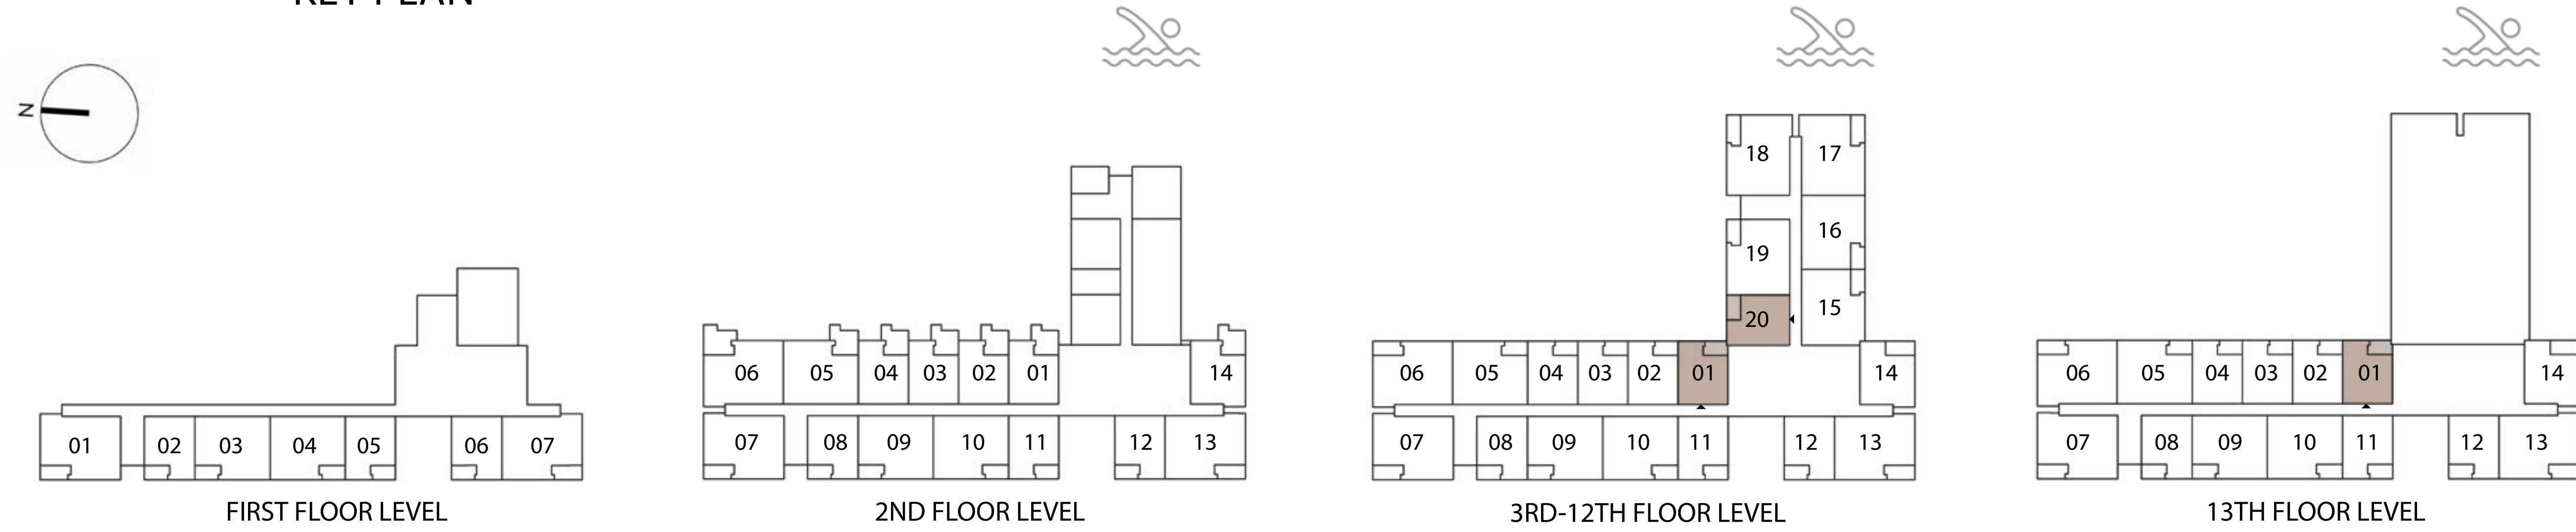 KEY PLAN
N
18 17
16
19
15
20
06 05 04 03 02 01 14
06 05 04 03 02 01 14
06 05 04 03 02 01 14
01 02 03 04 05 06 07
07 08 09 10 11 12 13
07 08 09 10 11 12 13
07 08 09 10 11 12 13
FIRST FLOOR LEVEL
2ND FLOOR LEVEL
3RD-12TH FLOOR LEVEL
13TH FLOOR LEVEL